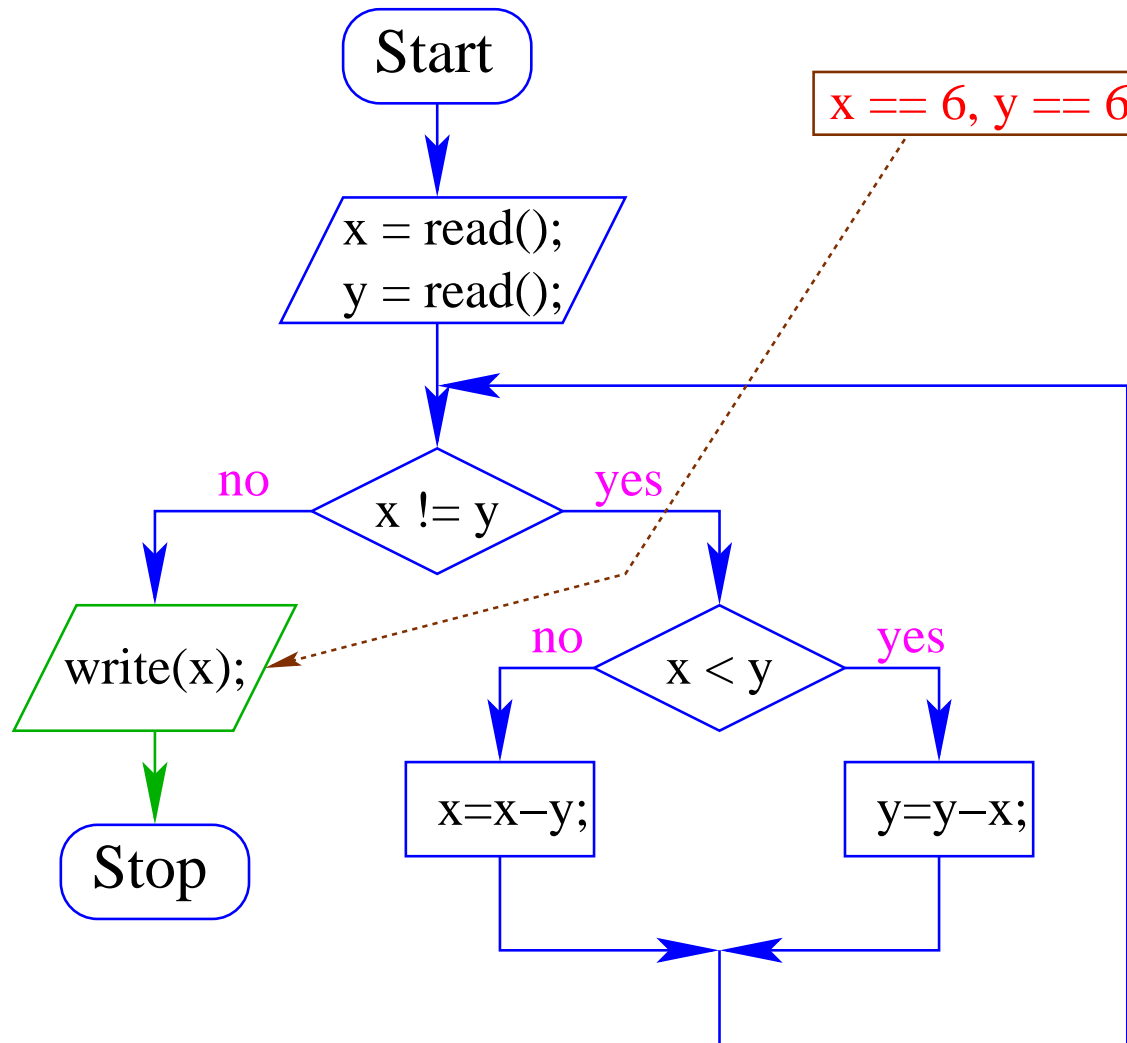 Start
x == 6, y == 6
x = read();
y = read();
no
yes
x != y
no
yes
write(x);
x < y
x=x−y;
y=y−x;
Stop